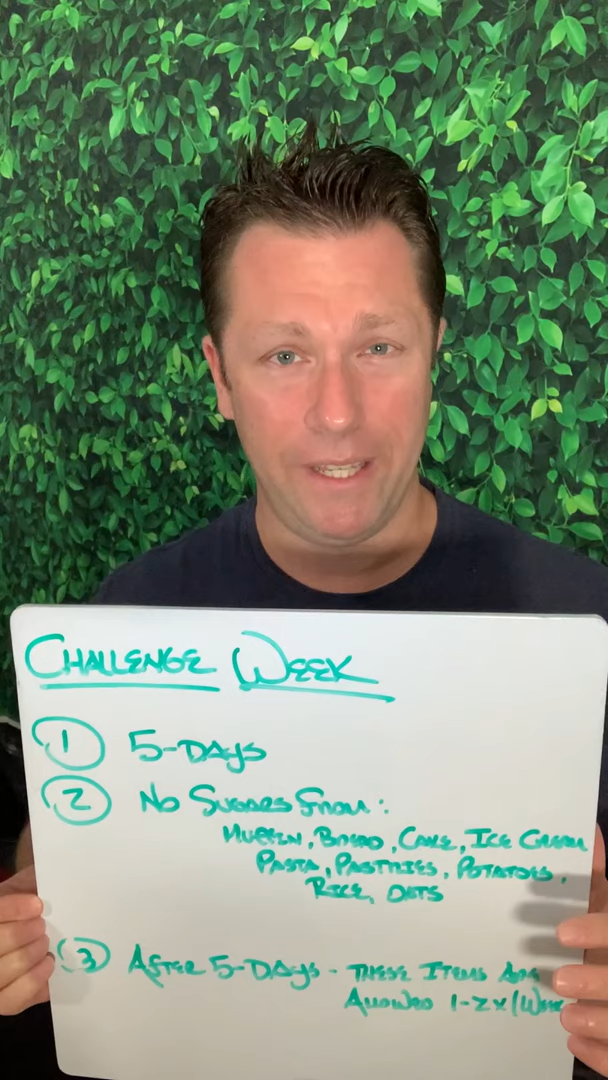 CHALLENGE WEEK
1 5-DAYS
2 NO SUGARS FROM:
MUFFIN, BREAD, CAKE, ICE CREAM
PASTA, PASTRIES, POTATOES,
RICE, OATS
3 AFTER 5-DAYS - THESE ITEMS ARE
ALLOWED 1-2x/WEEK